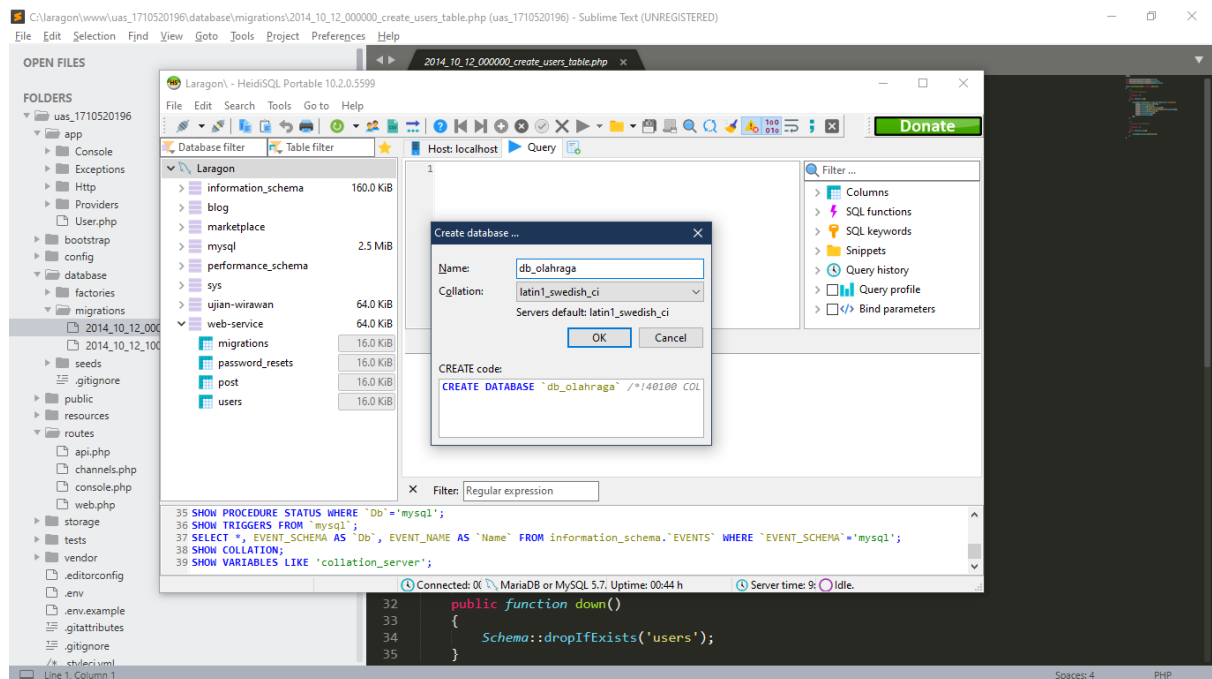 C:\laragon\www\uas_1710520196\database\migrations\2014_10_12_000000_create_users_table.php (uas_1710520196) - Sublime Text (UNREGISTERED)
File Edit Selection Find View Goto Tools Project Preferences Help
OPEN FILES
2014_10_12_000000_create_users_table.php
FOLDERS
uas_1710520196
app
Console
Exceptions
Http
Providers
User.php
bootstrap
config
database
factories
migrations
2014_10_12_000
2014_10_12_100
seeds
.gitignore
public
resources
routes
api.php
channels.php
console.php
web.php
storage
tests
vendor
.editorconfig
.env
.env.example
.gitattributes
.gitignore
styleci.yml
Laragon\ - HeidiSQL Portable 10.2.0.5599
File Edit Search Tools Go to Help
Donate
Database filter Table filter
Host: localhost Query
Laragon
information_schema 160.0 KiB
blog
marketplace
mysql 2.5 MiB
performance_schema
sys
ujian-wirawan 64.0 KiB
web-service 64.0 KiB
migrations 16.0 KiB
password_resets 16.0 KiB
post 16.0 KiB
users 16.0 KiB
1
Filter ...
Columns
SQL functions
SQL keywords
Snippets
Query history
Query profile
Bind parameters
Create database ...
Name: db_olahraga
Collation: latin1_swedish_ci
Servers default: latin1_swedish_ci
OK Cancel
CREATE code:
CREATE DATABASE `db_olahraga` /*!40100 COL
Filter: Regular expression
35 SHOW PROCEDURE STATUS WHERE `Db`='mysql';
36 SHOW TRIGGERS FROM `mysql`;
37 SELECT *, EVENT_SCHEMA AS `Db`, EVENT_NAME AS `Name` FROM information_schema.`EVENTS` WHERE `EVENT_SCHEMA`='mysql';
38 SHOW COLLATION;
39 SHOW VARIABLES LIKE 'collation_server';
Connected: 0( MariaDB or MySQL 5.7. Uptime: 00:44 h Server time: 9: Idle.
32 public function down()
33 {
34 Schema::dropIfExists('users');
35 }
Line 1, Column 1 Spaces: 4 PHP